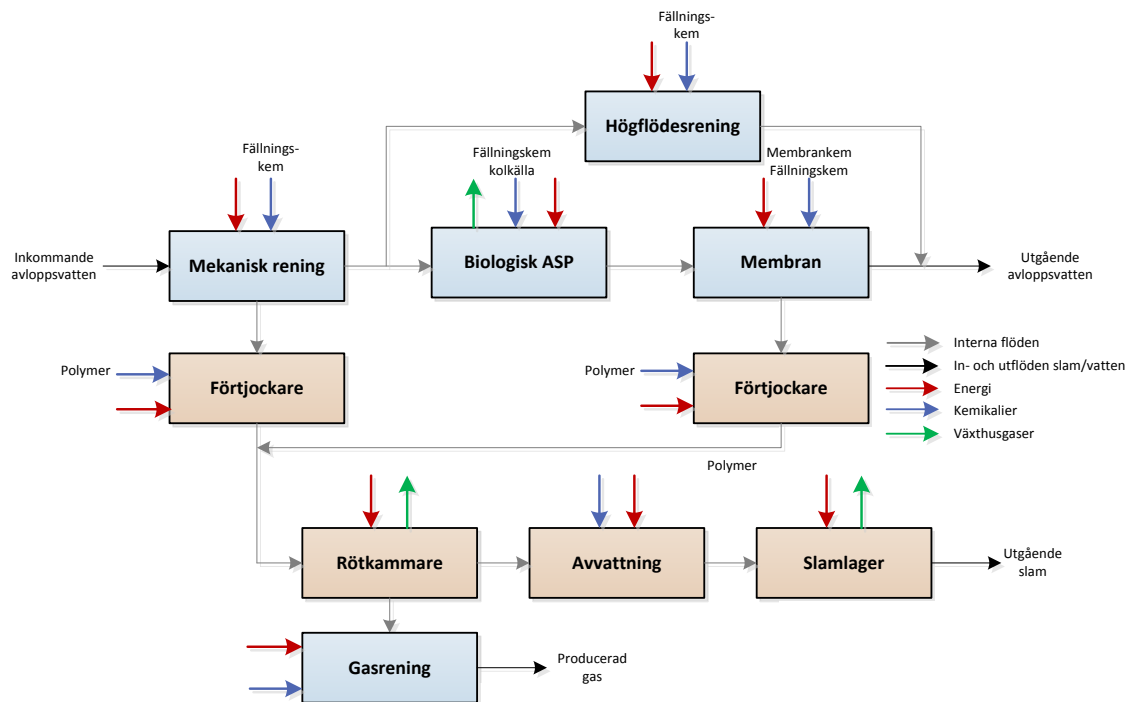 Fällnings-
kem
Högflödesrening
Fällnings-
kem
Fällningskem
kolkälla
Membrankem
Fällningskem
Inkommande
avloppsvatten
Mekanisk rening
Biologisk ASP
Membran
Utgående
avloppsvatten
Polymer
Förtjockare
Polymer
Förtjockare
Interna flöden
In- och utflöden slam/vatten
Energi
Kemikalier
Växthusgaser
Polymer
Rötkammare
Avvattning
Slamlager
Utgående
slam
Gasrening
Producerad
gas